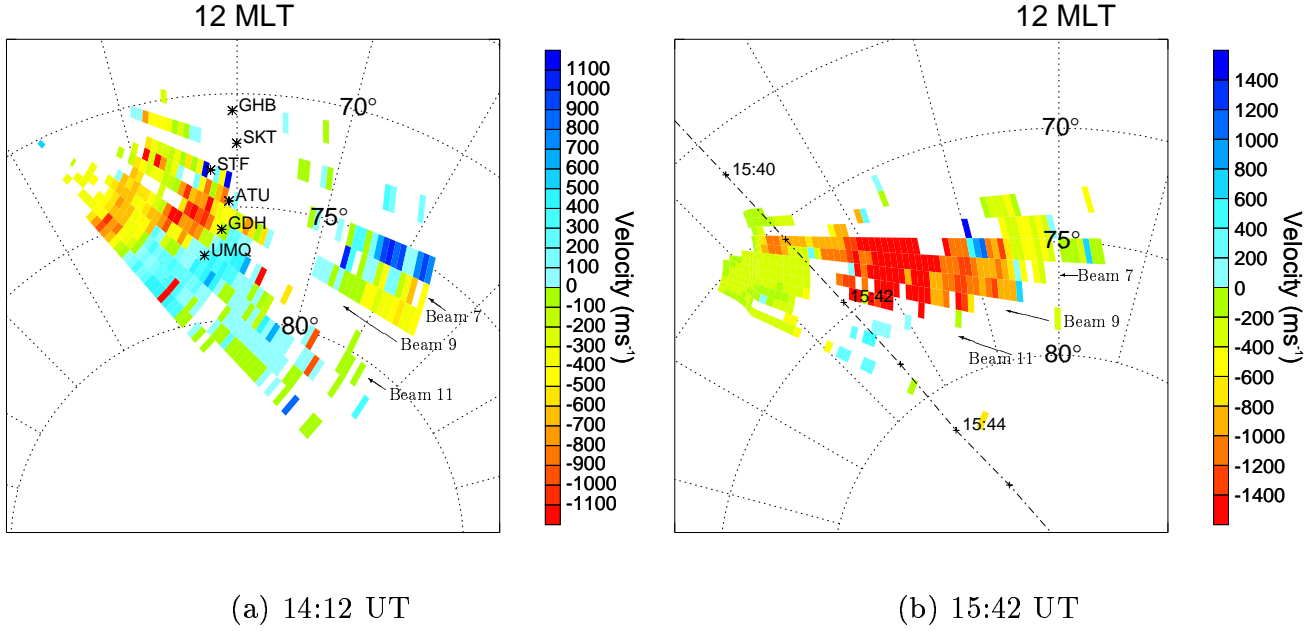 12 MLT
GHB
SKT
STF
ATU
GDH
UMQ
70°
75°
80°
Beam 7
Beam 9
Beam 11
1100
1000
900
800
700
600
500
400
300
200
100
0
-100
-200
-300
-400
-500
-600
-700
-800
-900
-1000
-1100
Velocity (ms⁻¹)
(a) 14:12 UT
12 MLT
15:40
15:42
15:44
70°
75°
80°
Beam 7
Beam 9
Beam 11
1400
1200
1000
800
600
400
200
0
-200
-400
-600
-800
-1000
-1200
-1400
Velocity (ms⁻¹)
(b) 15:42 UT